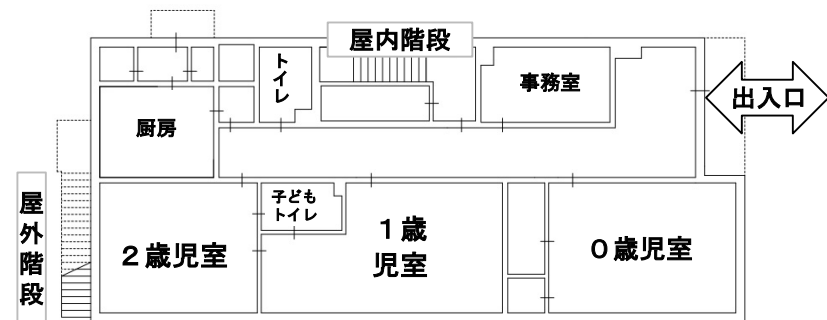 屋内階段
トイレ
事務室
出入口
厨房
子ども
トイレ
屋外階段
２歳児室
１歳
児室
０歳児室